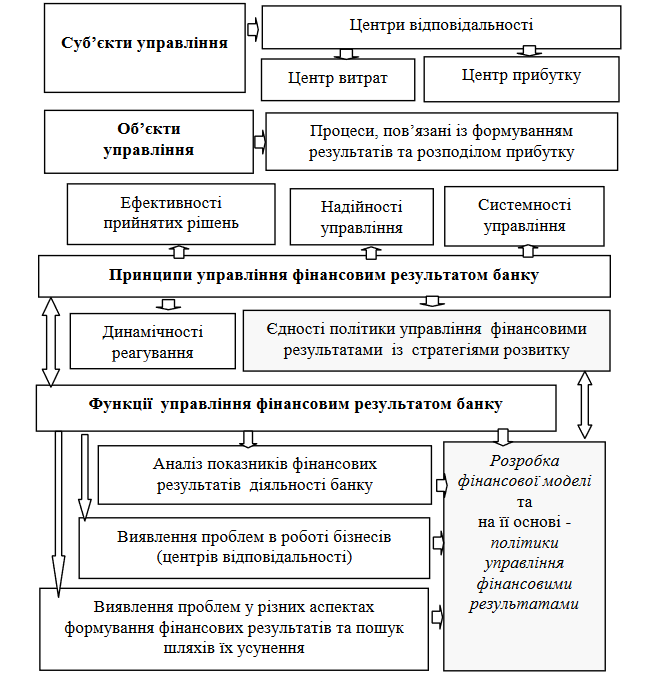 Суб’єкти управління
Центри відповідальності
Центр витрат
Центр прибутку
Об’єкти
управління
Процеси, пов’язані із формуванням
результатів та розподілом прибутку
Ефективності
прийнятих рішень
Надійності
управління
Системності
управління
Принципи управління фінансовим результатом банку
Динамічності
реагування
Єдності політики управління фінансовими
результатами із стратегіями розвитку
Функції управління фінансовим результатом банку
Аналіз показників фінансових
результатів діяльності банку
Виявлення проблем в роботі бізнесів
(центрів відповідальності)
Виявлення проблем у різних аспектах
формування фінансових результатів та пошук
шляхів їх усунення
Розробка
фінансової моделі
та
на її основі -
політики
управління
фінансовими
результатами